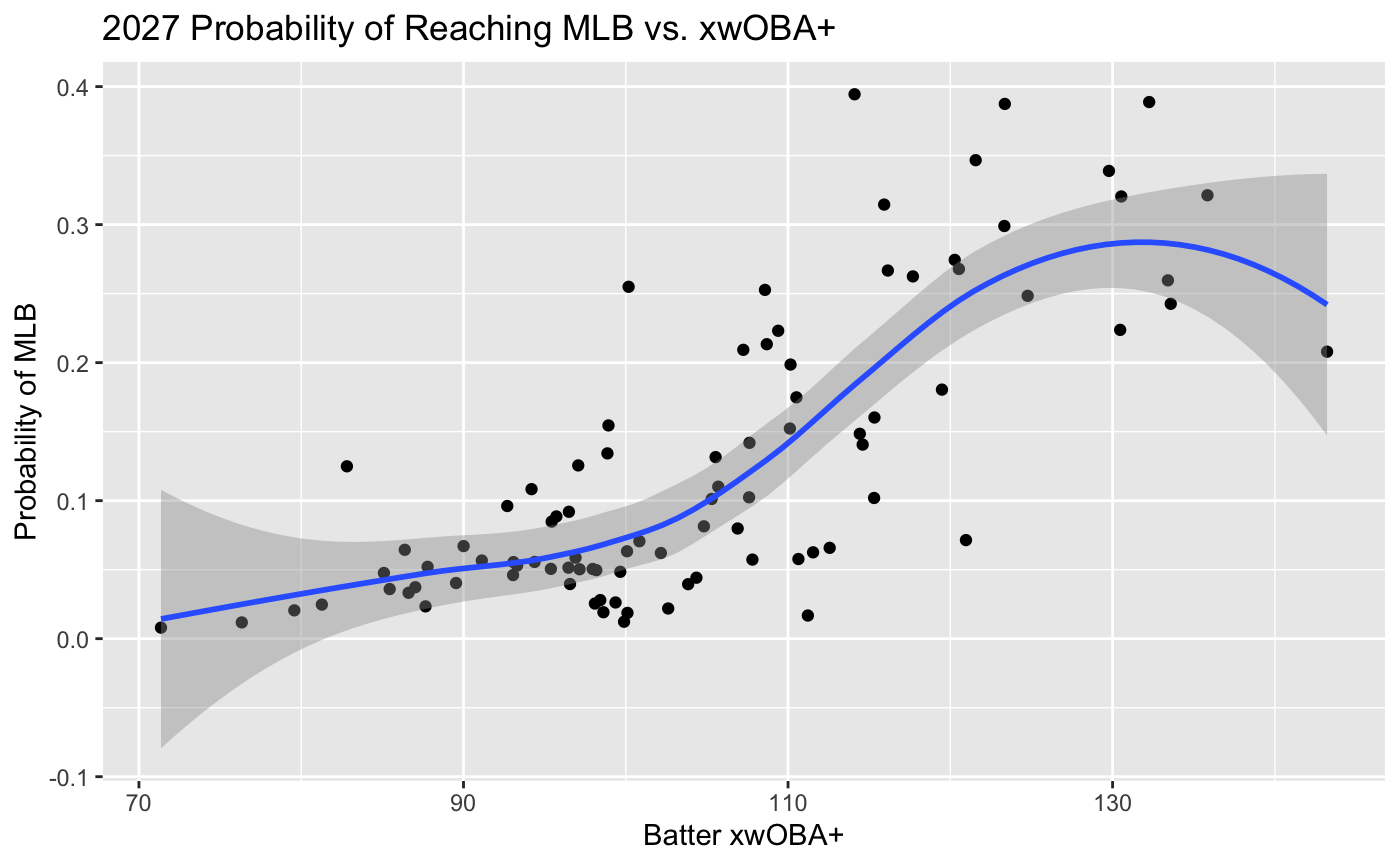 2027 Probability of Reaching MLB vs. xwOBA+
0.4
0.3
0.2
0.1
0.0
-0.1
Probability of MLB
70 90 110 130
Batter xwOBA+